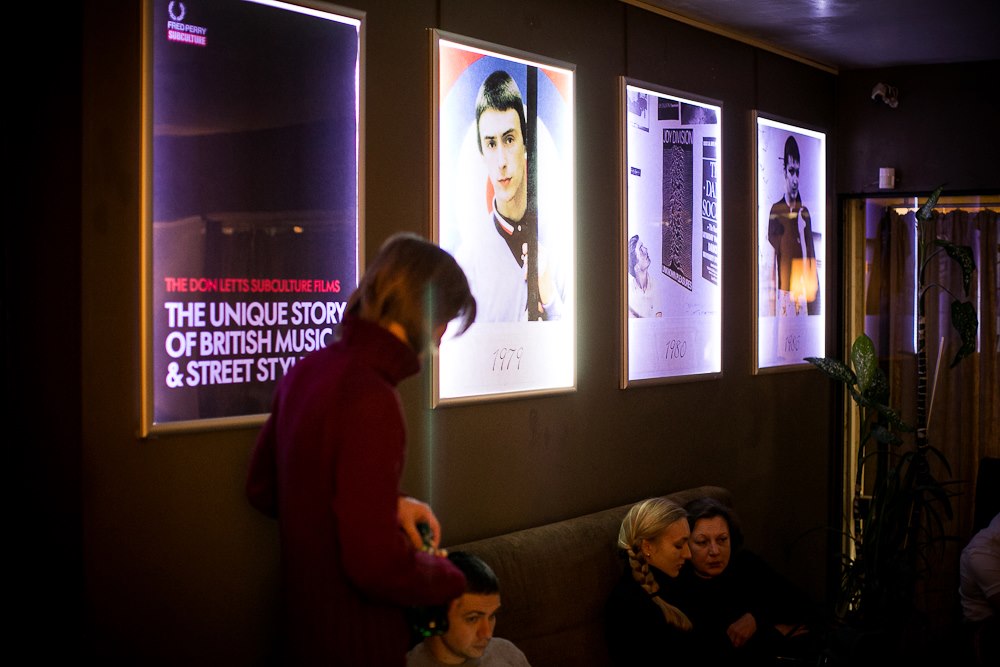 FRED PERRY
SUBCULTURE
THE DON LETTS SUBCULTURE FILMS
THE UNIQUE STORY
OF BRITISH MUSIC
& STREET
1979
JOY DIVISION
1980
1985